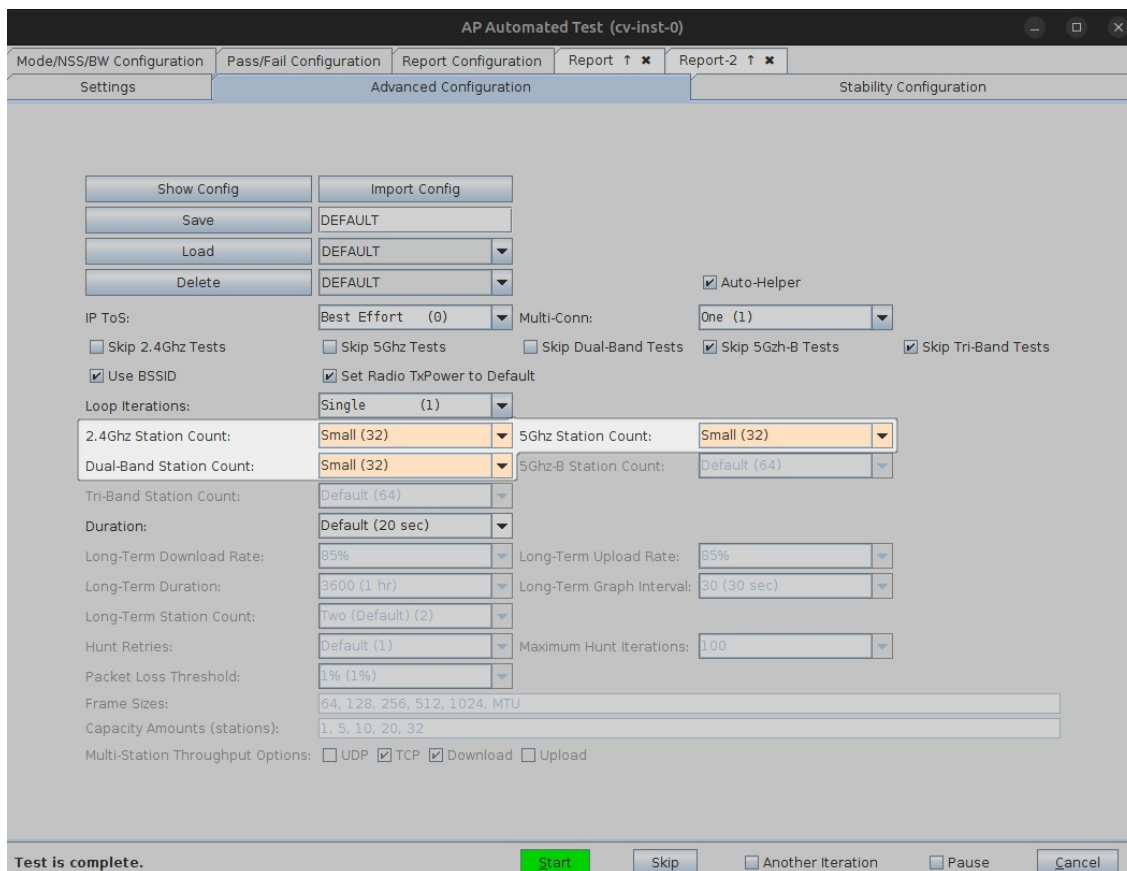 AP Automated Test (cv-inst-0)
Mode/NSS/BW Configuration Pass/Fail Configuration Report Configuration Report ↑ ✖ Report-2 ↑ ✖
Settings Advanced Configuration Stability Configuration
Show Config Import Config
Save DEFAULT
Load DEFAULT
Delete DEFAULT Auto-Helper
IP ToS: Best Effort (0) Multi-Conn: One (1)
Skip 2.4Ghz Tests Skip 5Ghz Tests Skip Dual-Band Tests Skip 5Gzh-B Tests Skip Tri-Band Tests
Use BSSID Set Radio TxPower to Default
Loop Iterations: Single (1)
2.4Ghz Station Count: Small (32) 5Ghz Station Count: Small (32)
Dual-Band Station Count: Small (32) 5Ghz-B Station Count: Default (64)
Tri-Band Station Count: Default (64)
Duration: Default (20 sec)
Long-Term Download Rate: 85% Long-Term Upload Rate: 85%
Long-Term Duration: 3600 (1 hr) Long-Term Graph Interval: 30 (30 sec)
Long-Term Station Count: Two (Default) (2)
Hunt Retries: Default (1) Maximum Hunt Iterations: 100
Packet Loss Threshold: 1% (1%)
Frame Sizes: 64, 128, 256, 512, 1024, MTU
Capacity Amounts (stations): 1, 5, 10, 20, 32
Multi-Station Throughput Options: UDP TCP Download Upload
Test is complete. Start Skip Another Iteration Pause Cancel